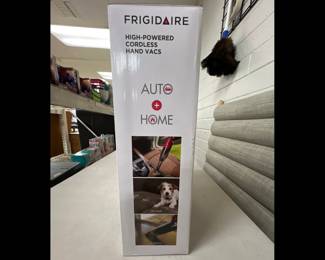 FRIGIDAIRE
HIGH-POWERED
CORDLESS
HAND VACS
AUTO
+
HOME